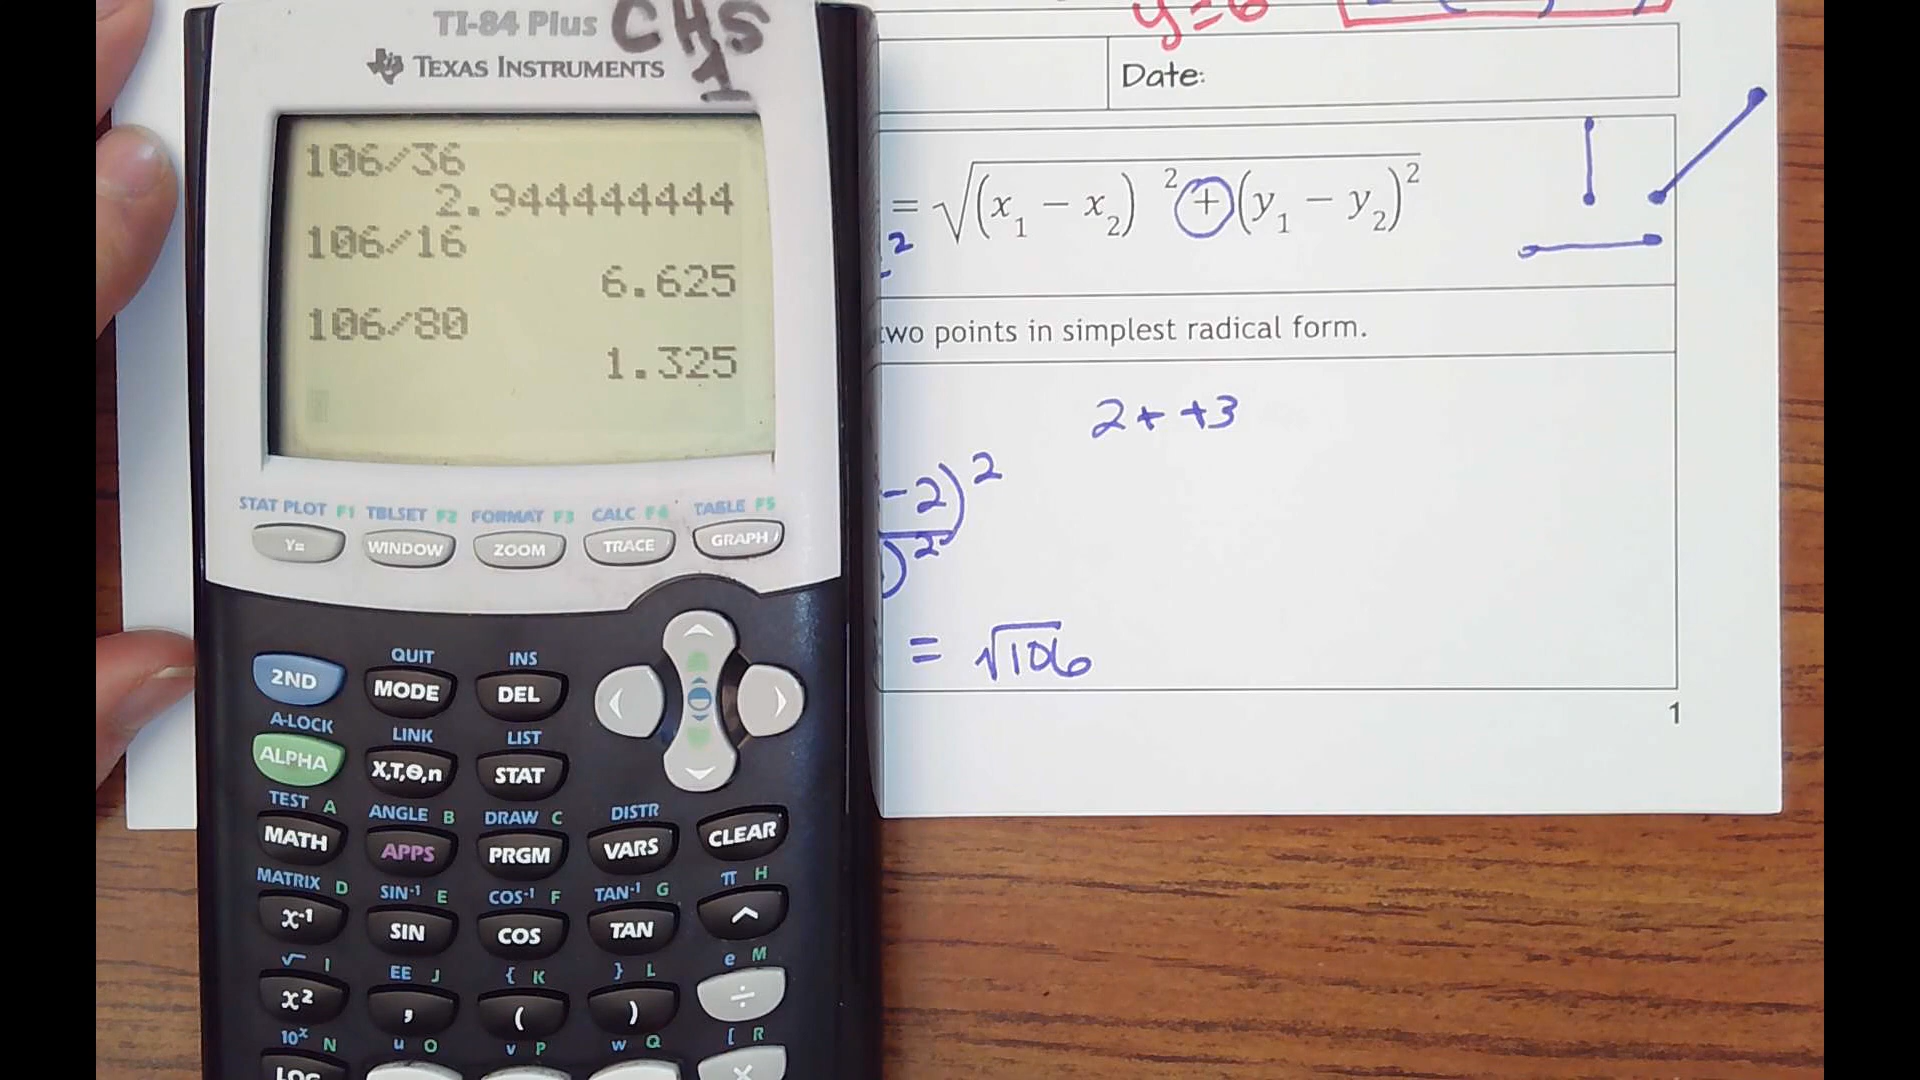 TI-84 Plus CHS
1
TEXAS INSTRUMENTS
106/36
2.944444444
106/16
6.625
106/80
1.325
STAT PLOT F1 TBLSET F2 FORMAT F3 CALC F4 TABLE F5
Y= WINDOW ZOOM TRACE GRAPH
QUIT INS
2ND MODE DEL
A-LOCK LINK LIST
ALPHA X,T,Θ,n STAT
TEST A ANGLE B DRAW C DISTR
MATH APPS PRGM VARS CLEAR
MATRIX D SIN⁻¹ E COS⁻¹ F TAN⁻¹ G π H
x⁻¹ SIN COS TAN ^
√ I EE J { K } L e M
x² , ( ) ÷
10ˣ N u O v P w Q [ R
LOG ×
y=6
Date:
= √(x₁ − x₂)² + (y₁ − y₂)²
2
two points in simplest radical form.
2+ +3
-2)²
)²
= √106
1